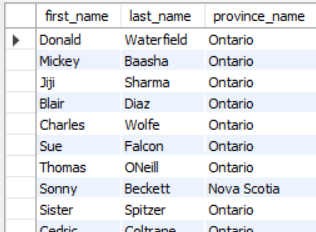 first_name last_name province_name
Donald Waterfield Ontario
Mickey Baasha Ontario
Jiji Sharma Ontario
Blair Diaz Ontario
Charles Wolfe Ontario
Sue Falcon Ontario
Thomas ONeill Ontario
Sonny Beckett Nova Scotia
Sister Spitzer Ontario
Cedric Coltrane Ontario